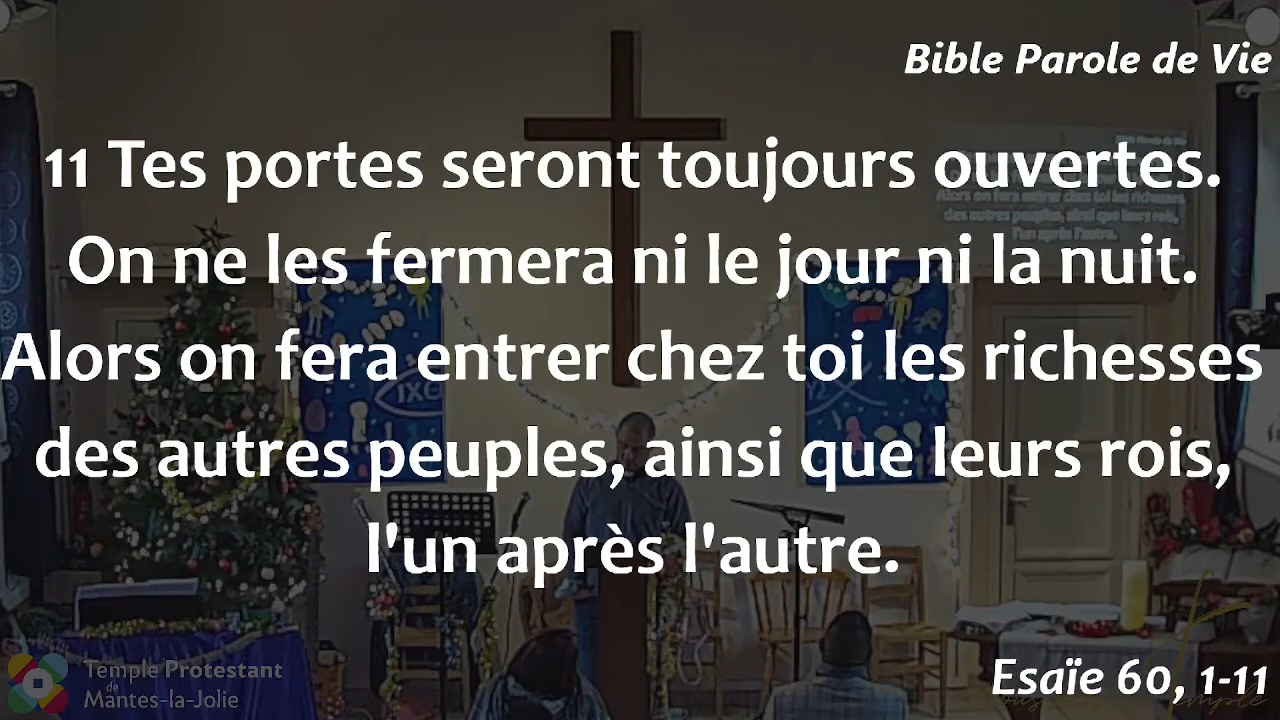 Bible Parole de Vie
11 Tes portes seront toujours ouvertes.
On ne les fermera ni le jour ni la nuit.
Alors on fera entrer chez toi les richesses
des autres peuples, ainsi que leurs rois,
l'un après l'autre.
IXΘ
Temple Protestant
de
Mantes-la-Jolie
Esaïe 60, 1-11